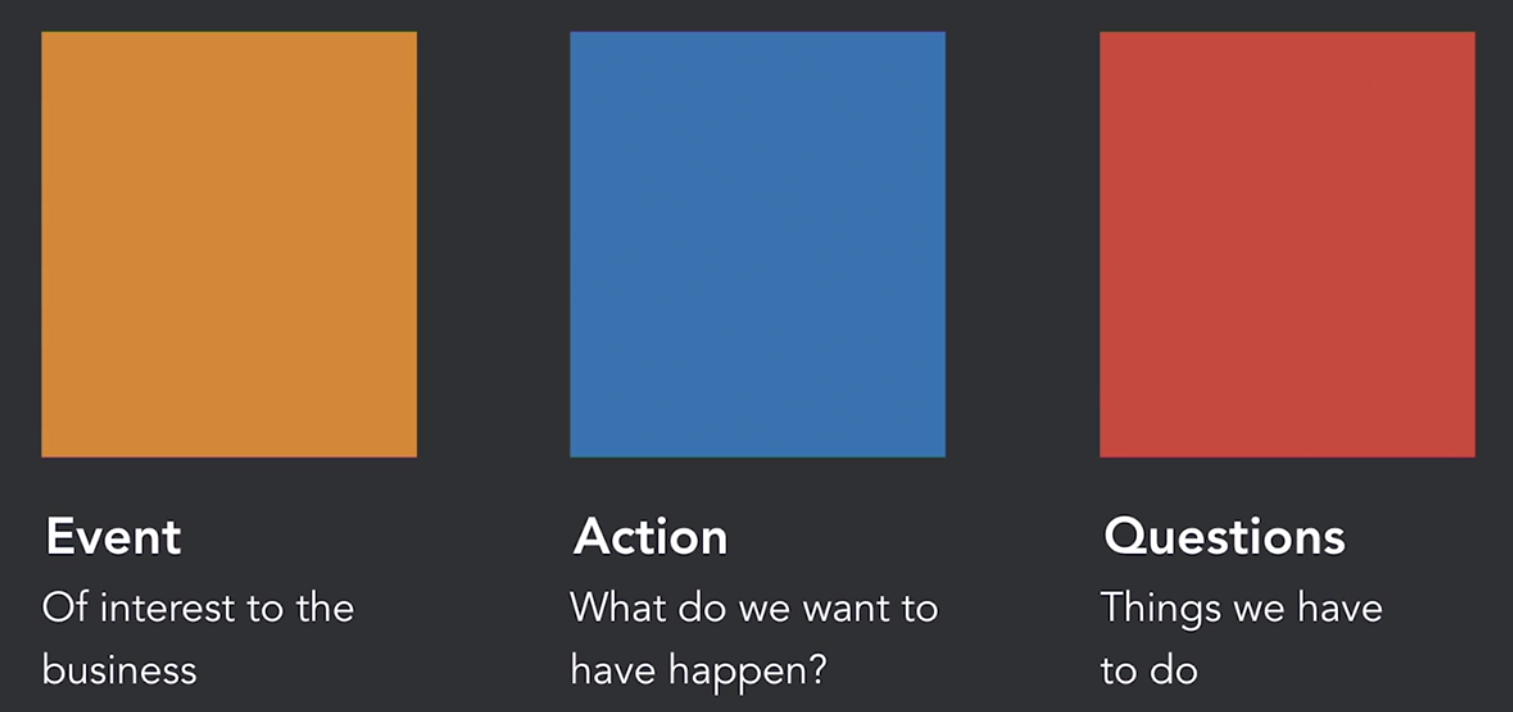 Event
Of interest to the
business
Action
What do we want to
have happen?
Questions
Things we have
to do